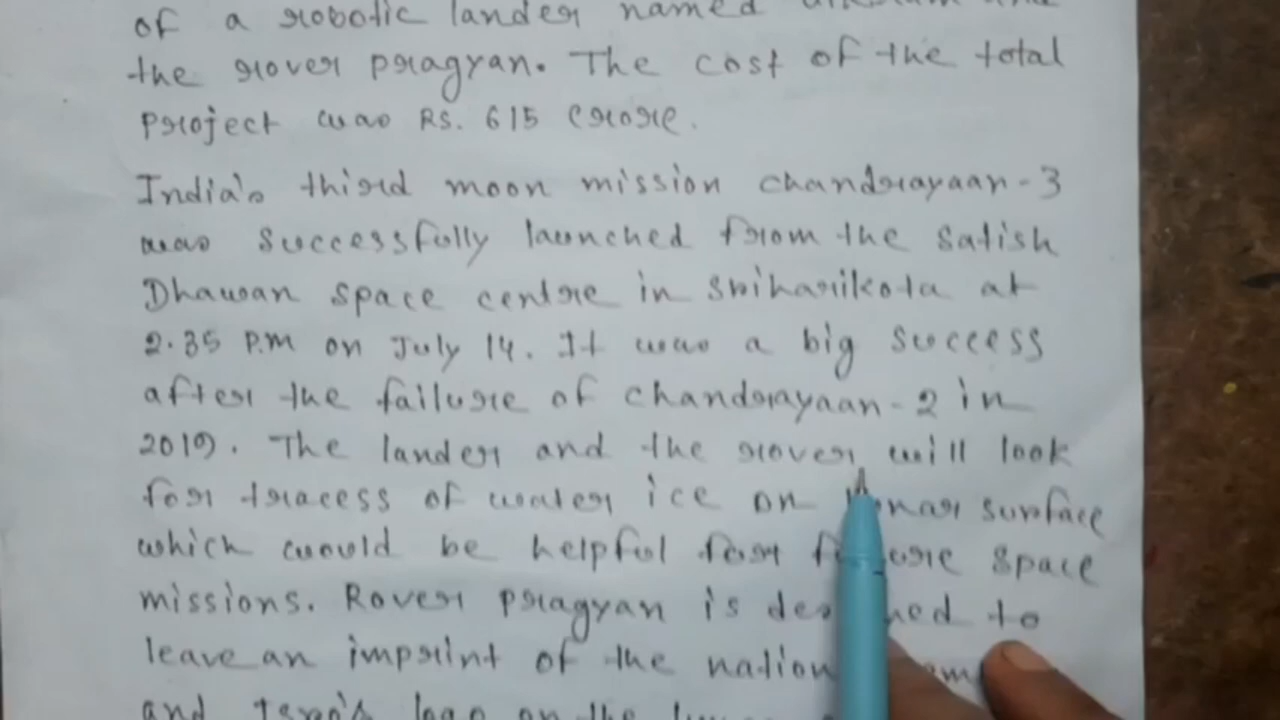 of a robotic lander named
the rover pragyan. The cost of the total
project was Rs. 615 crore.
India's third moon mission chandrayaan-3
was successfully launched from the Satish
Dhawan space centre in sriharikota at
2.35 P.m on July 14. It was a big success
after the failure of chandrayaan-2 in
2019. The lander and the rover will look
for tracess of water ice on surface
which would be helpful for space
missions. Rover pragyan is to
leave an imprint of the
and logo on the